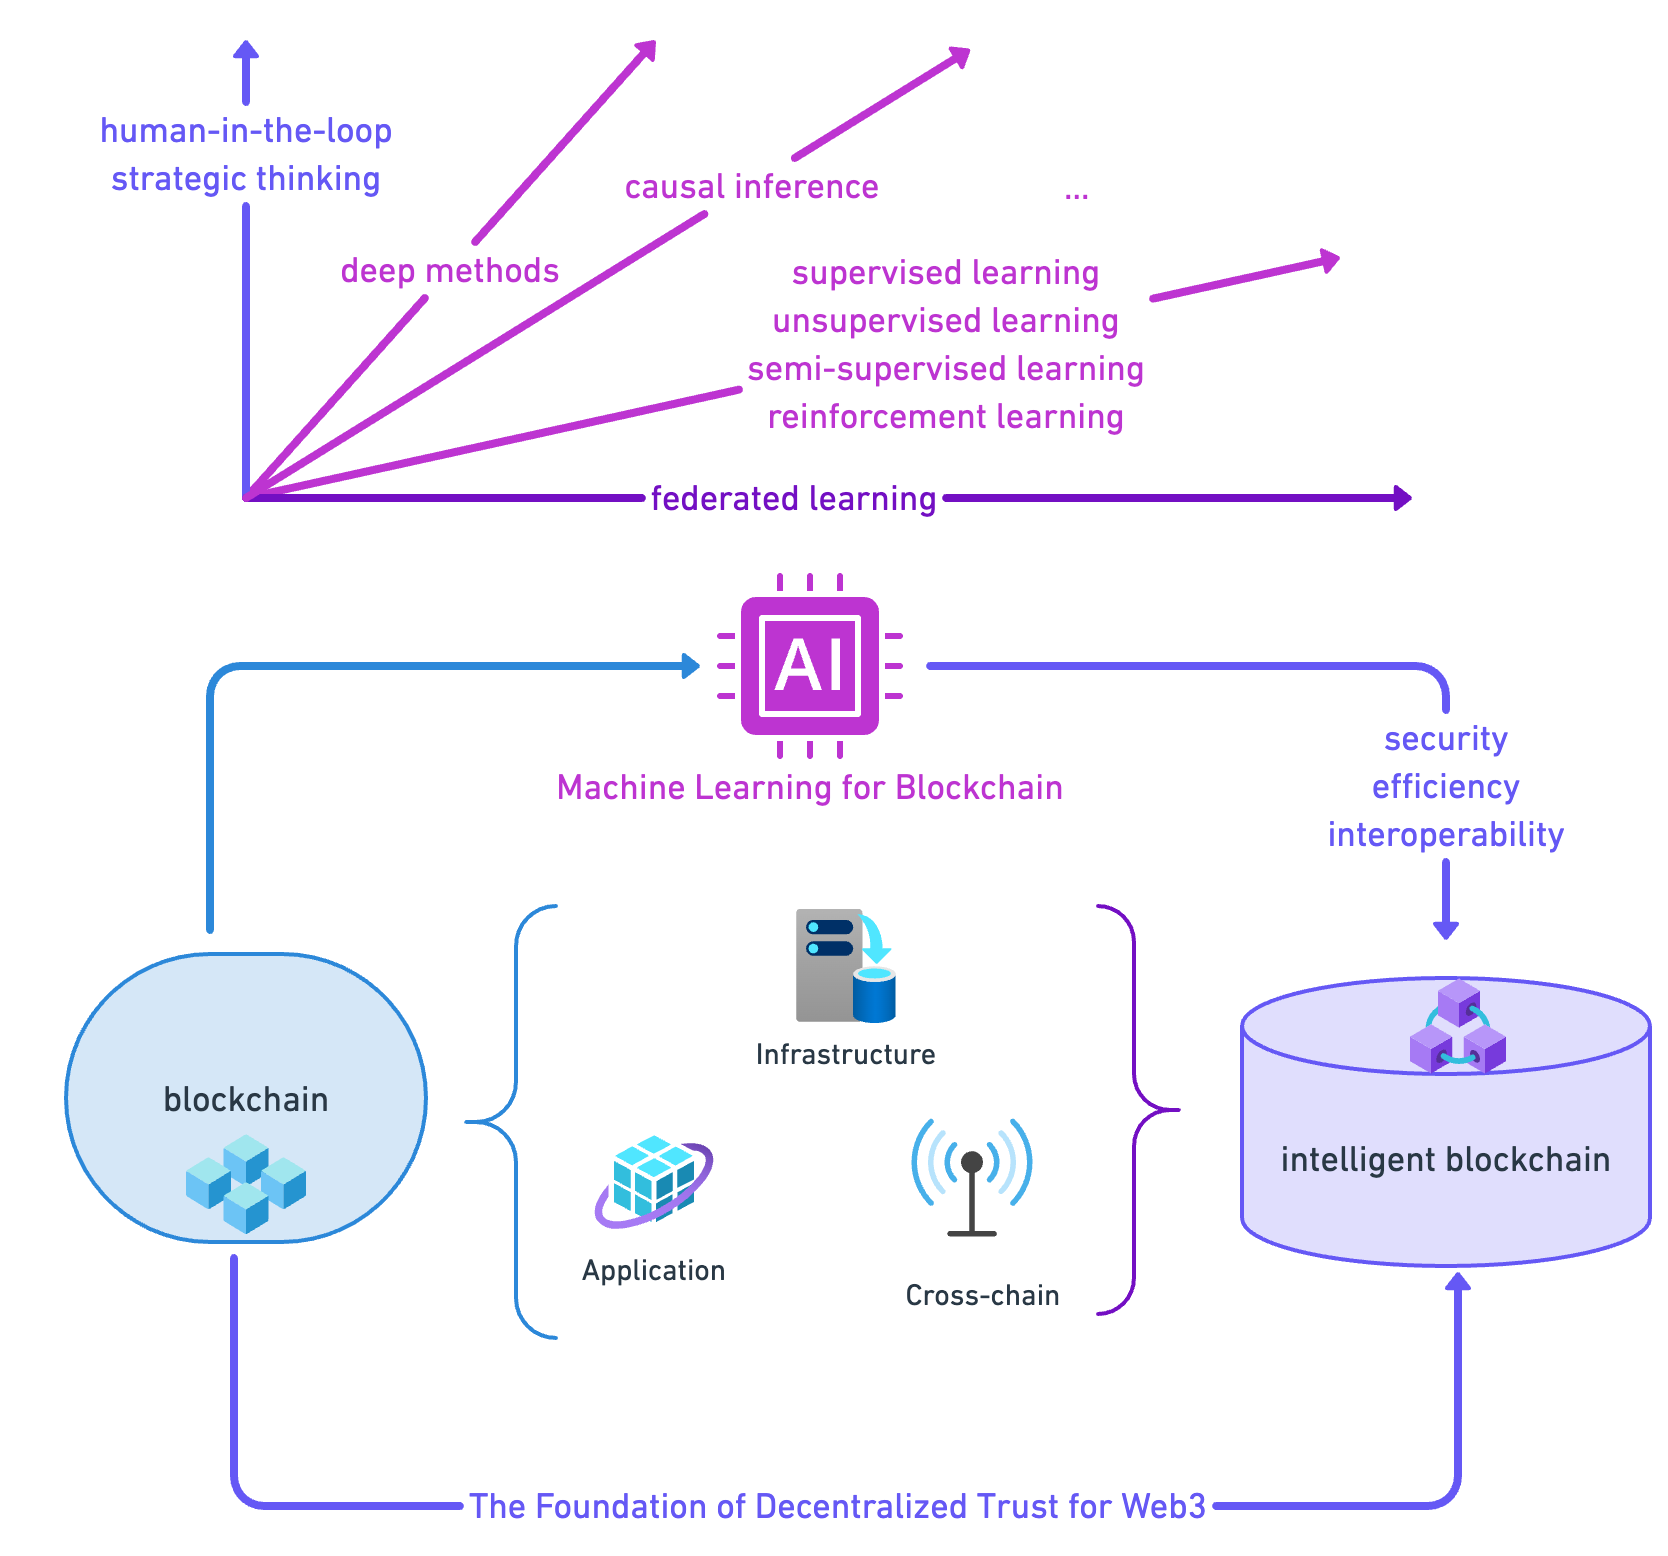 human-in-the-loop
strategic thinking
causal inference
...
deep methods
supervised learning
unsupervised learning
semi-supervised learning
reinforcement learning
federated learning
AI
Machine Learning for Blockchain
security
efficiency
interoperability
Infrastructure
blockchain
intelligent blockchain
Application
Cross-chain
The Foundation of Decentralized Trust for Web3